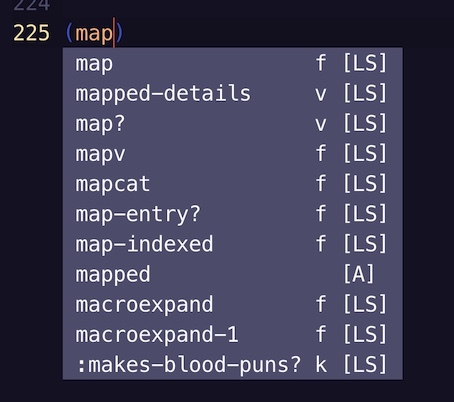 224
225 (map)
map f [LS]
mapped-details v [LS]
map? v [LS]
mapv f [LS]
mapcat f [LS]
map-entry? f [LS]
map-indexed f [LS]
mapped [A]
macroexpand f [LS]
macroexpand-1 f [LS]
:makes-blood-puns? k [LS]